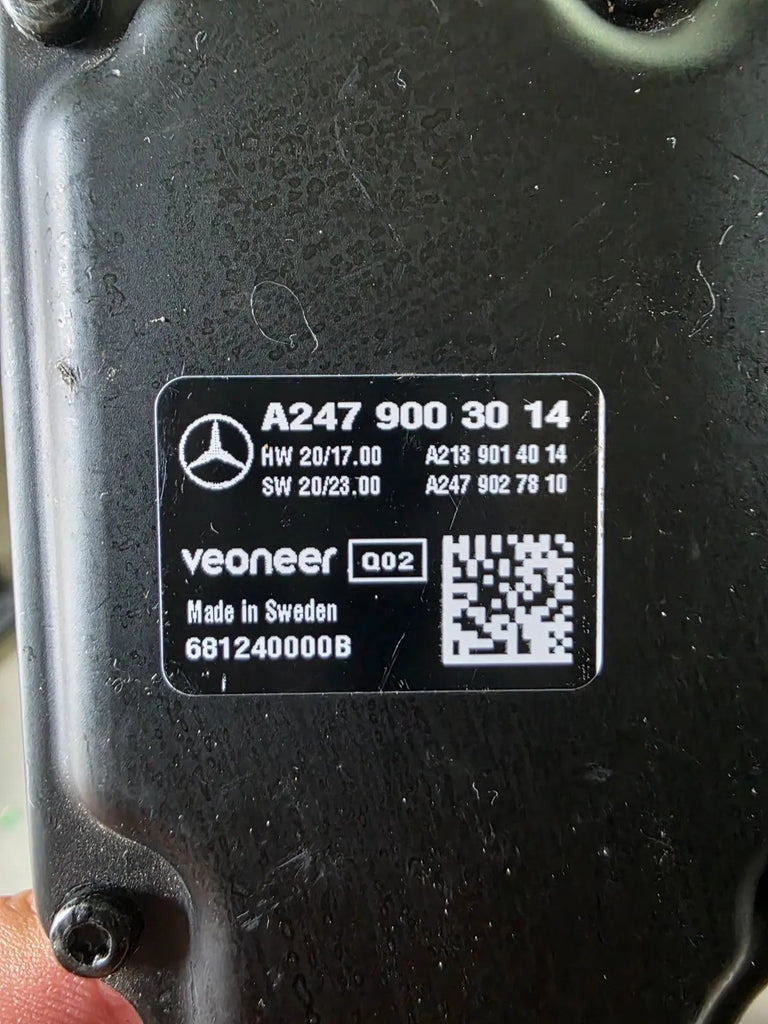 A247 900 30 14
HW 20/17.00 A213 901 40 14
SW 20/23.00 A247 902 78 10
veoneer Q02
Made in Sweden
681240000B